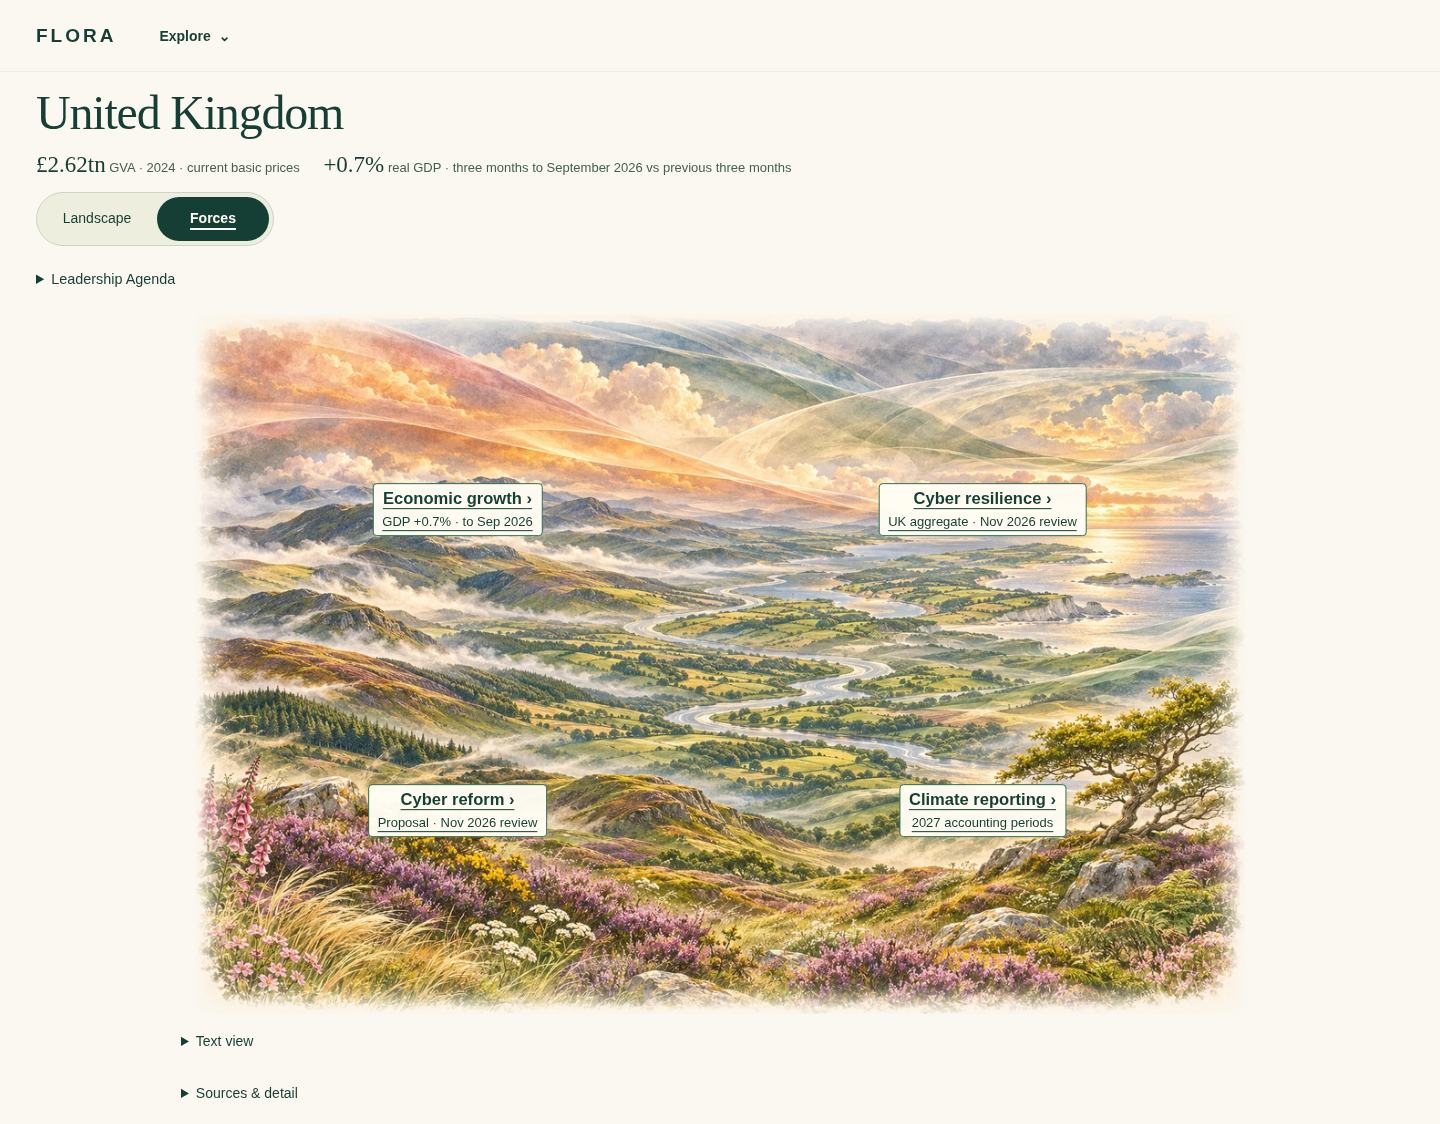 FLORA
Explore
United Kingdom
£2.62tn GVA · 2024 · current basic prices +0.7% real GDP · three months to September 2026 vs previous three months
Landscape Forces
Leadership Agenda
Economic growth ›
GDP +0.7% · to Sep 2026
Cyber resilience ›
UK aggregate · Nov 2026 review
Cyber reform ›
Proposal · Nov 2026 review
Climate reporting ›
2027 accounting periods
Text view
Sources & detail